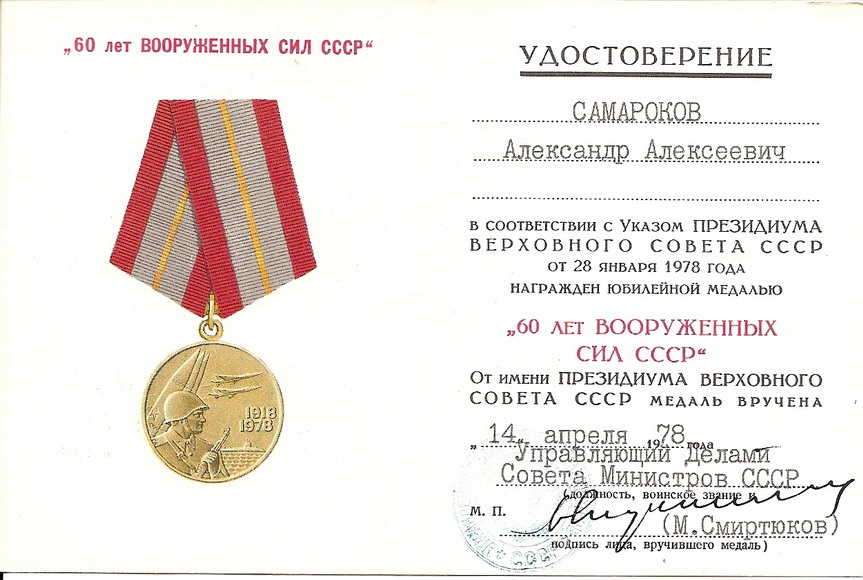 „60 лет ВООРУЖЕННЫХ СИЛ СССР“
1918
1978
УДОСТОВЕРЕНИЕ
САМАРОКОВ
Александр Алексеевич
в соответствии с Указом ПРЕЗИДИУМА
ВЕРХОВНОГО СОВЕТА СССР
от 28 января 1978 года
награжден юбилейной медалью
„60 лет ВООРУЖЕННЫХ
СИЛ СССР“
От имени ПРЕЗИДИУМА ВЕРХОВНОГО
СОВЕТА СССР медаль вручена
„14„ апреля 1978 года
Управляющий Делами
Совета Министров СССР
(должность, воинское звание и
М. П.
(М.Смиртюков)
подпись лица, вручившего медаль)
СССР